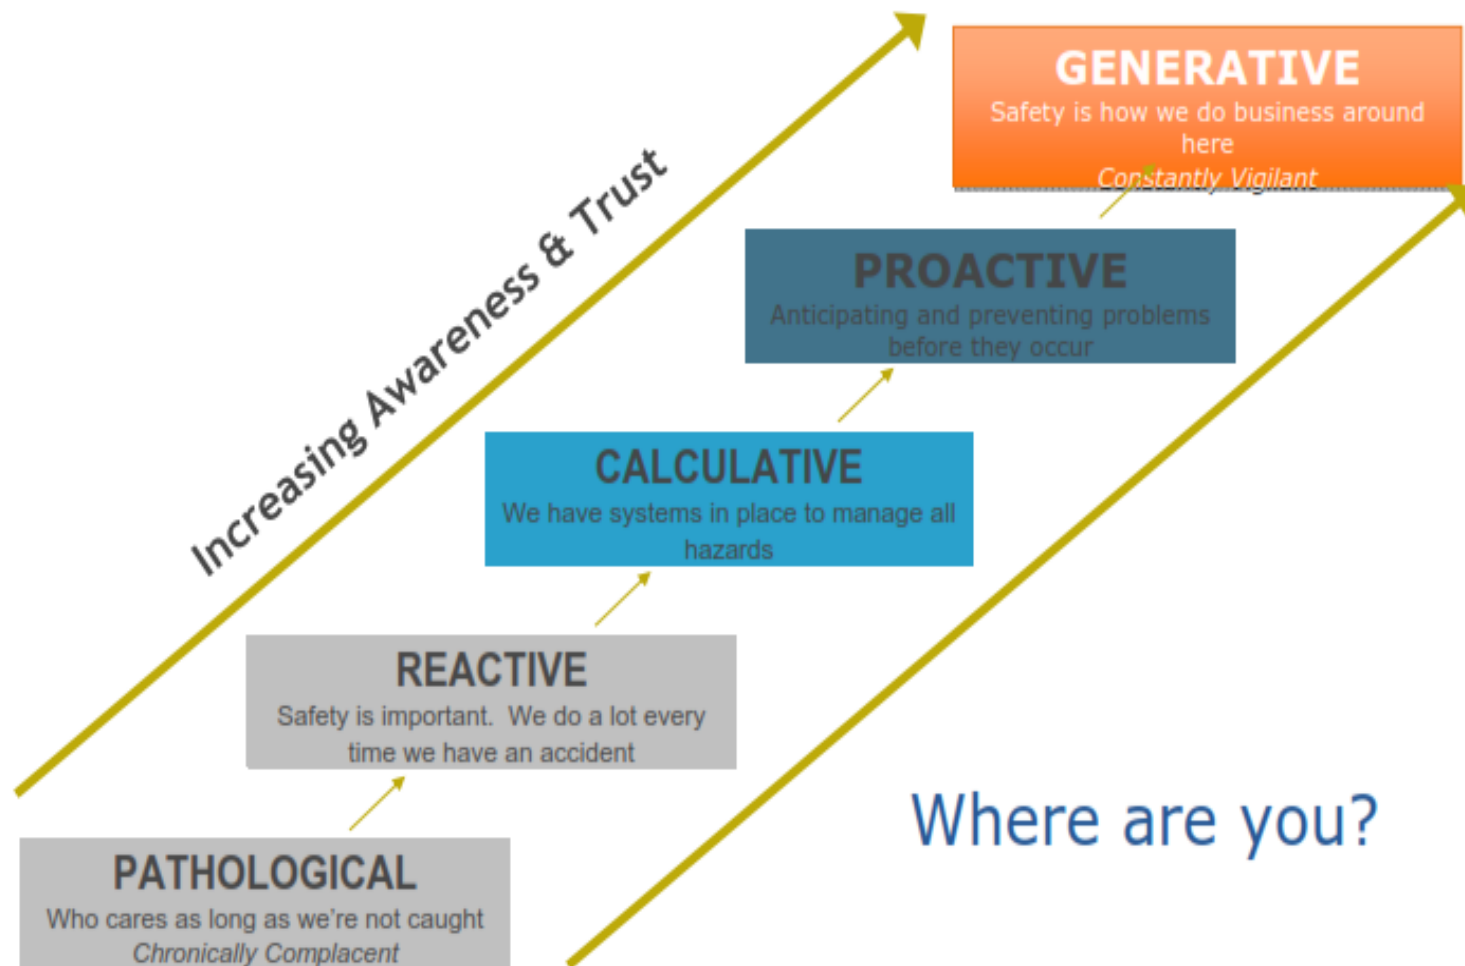 GENERATIVE
Safety is how we do business around
here
Constantly Vigilant
Increasing Awareness & Trust
PROACTIVE
Anticipating and preventing problems
before they occur
CALCULATIVE
We have systems in place to manage all
hazards
REACTIVE
Safety is important.  We do a lot every
time we have an accident
Where are you?
PATHOLOGICAL
Who cares as long as we’re not caught
Chronically Complacent